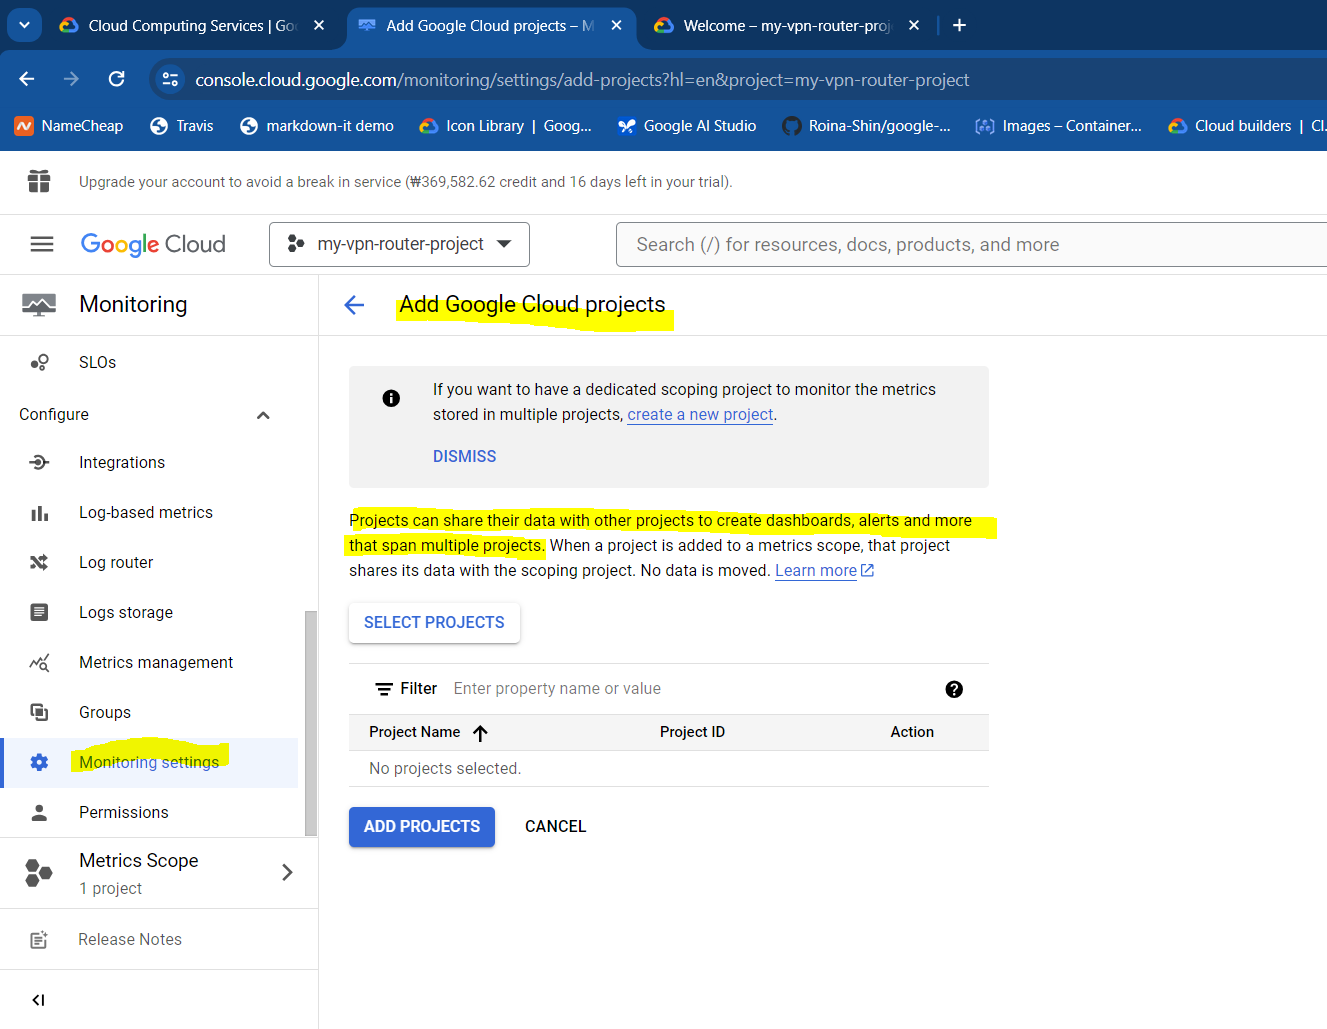 Cloud Computing Services | Go
Add Google Cloud projects – M
Welcome – my-vpn-router-proj
console.cloud.google.com/monitoring/settings/add-projects?hl=en&project=my-vpn-router-project
NameCheap
Travis
markdown-it demo
Icon Library | Goog...
Google AI Studio
Roina-Shin/google-...
Images – Container...
Cloud builders | Cl.
Upgrade your account to avoid a break in service (₩369,582.62 credit and 16 days left in your trial).
Google Cloud
my-vpn-router-project
Search (/) for resources, docs, products, and more
Monitoring
SLOs
Configure
Integrations
Log-based metrics
Log router
Logs storage
Metrics management
Groups
Monitoring settings
Permissions
Metrics Scope
1 project
Release Notes
Add Google Cloud projects
If you want to have a dedicated scoping project to monitor the metrics
stored in multiple projects, create a new project.
DISMISS
Projects can share their data with other projects to create dashboards, alerts and more
that span multiple projects. When a project is added to a metrics scope, that project
shares its data with the scoping project. No data is moved. Learn more
SELECT PROJECTS
Filter Enter property name or value
Project Name Project ID Action
No projects selected.
ADD PROJECTS CANCEL